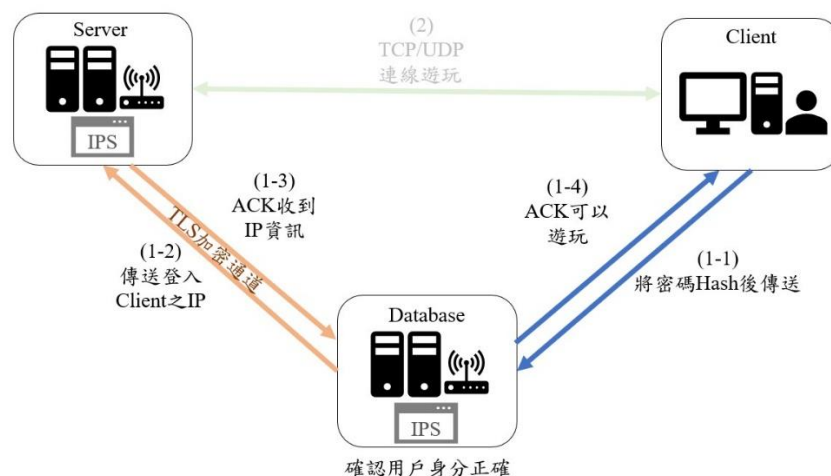 Server
IPS
(2)
TCP/UDP
連線遊玩
Client
(1-3)
ACK收到
IP資訊
TLS加密通道
(1-2)
傳送登入
Client之IP
(1-4)
ACK可以
遊玩
(1-1)
將密碼Hash後傳送
Database
IPS
確認用戶身分正確